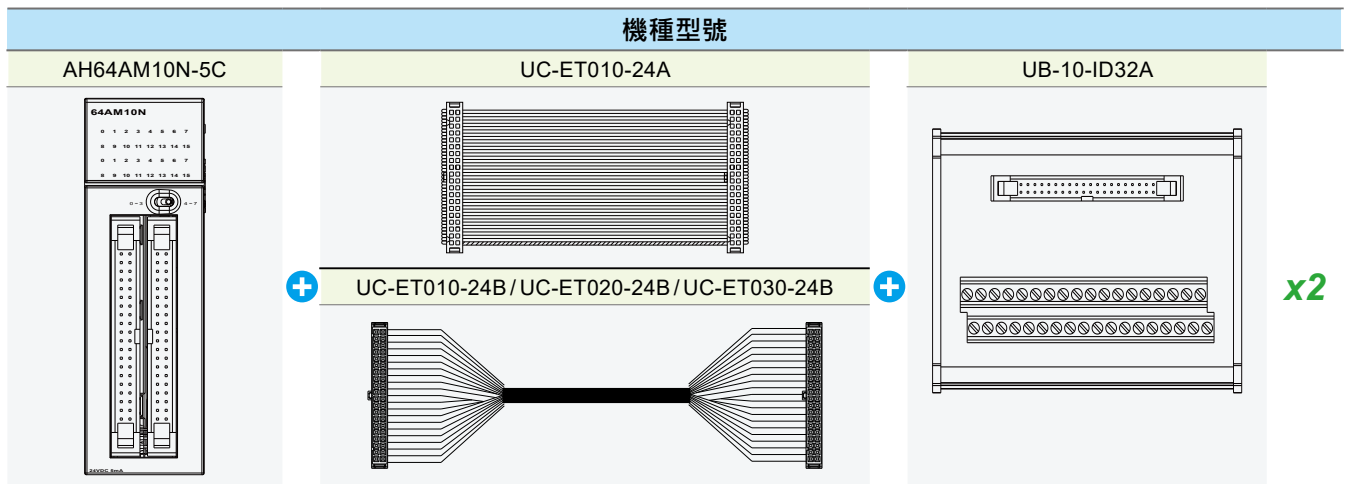 機種型號
AH64AM10N-5C
UC-ET010-24A
UB-10-ID32A
64AM10N
0 1 2 3 4 5 6 7
8 9 10 11 12 13 14 15
0 1 2 3 4 5 6 7
8 9 10 11 12 13 14 15
0-3
4-7
UC-ET010-24B / UC-ET020-24B / UC-ET030-24B
x2
24VDC 5mA